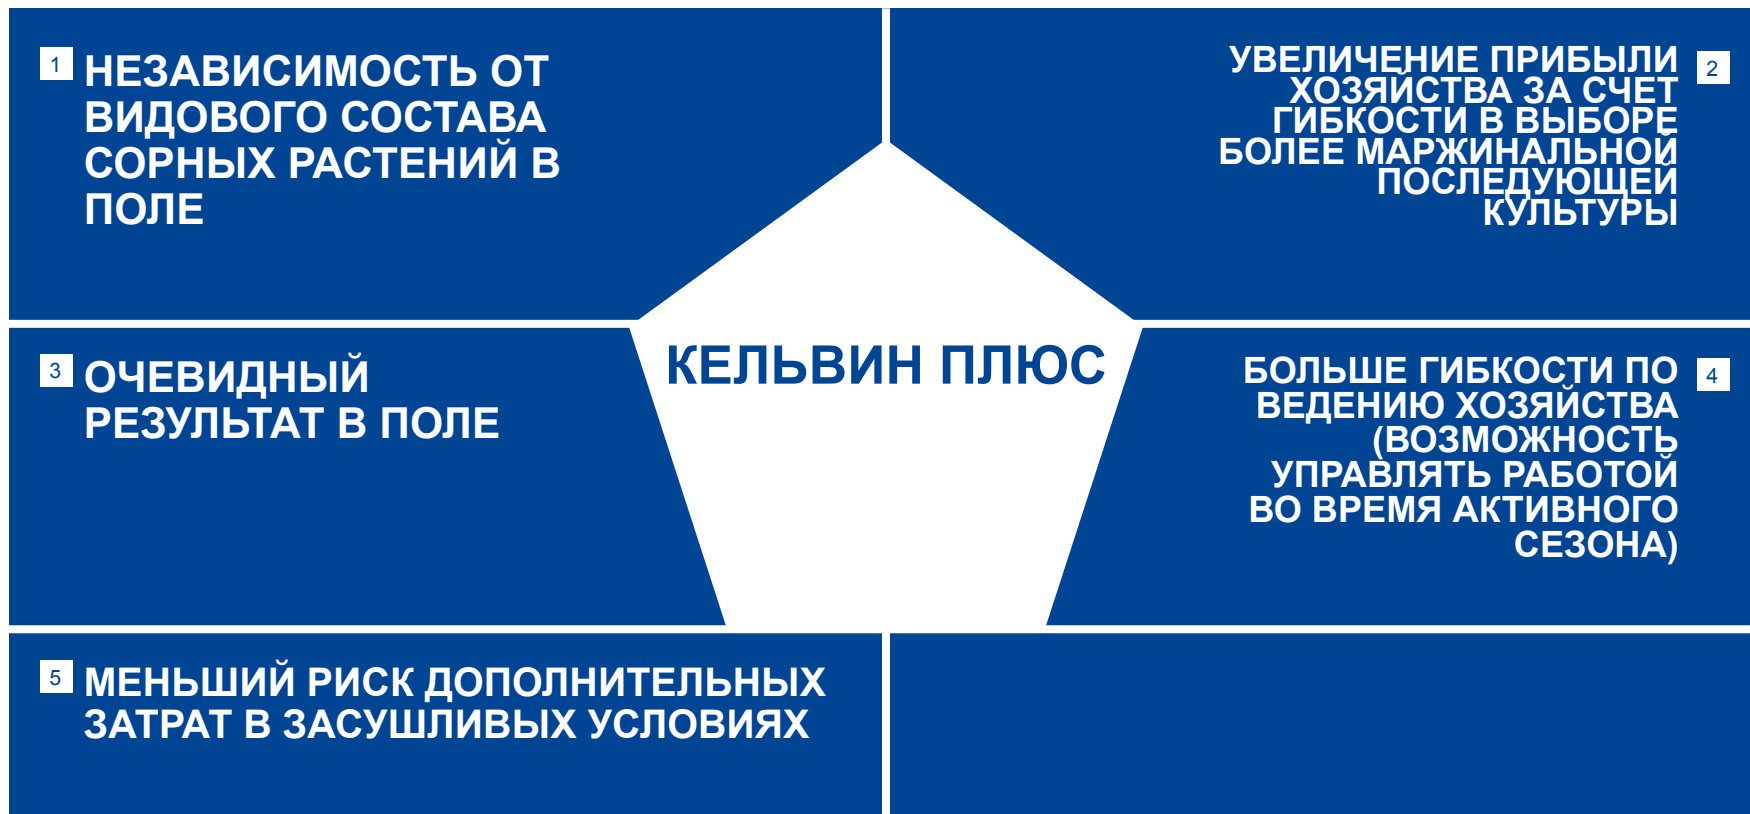 1
НЕЗАВИСИМОСТЬ ОТ
ВИДОВОГО СОСТАВА
СОРНЫХ РАСТЕНИЙ В
ПОЛЕ
2
УВЕЛИЧЕНИЕ ПРИБЫЛИ
ХОЗЯЙСТВА ЗА СЧЕТ
ГИБКОСТИ В ВЫБОРЕ
БОЛЕЕ МАРЖИНАЛЬНОЙ
ПОСЛЕДУЮЩЕЙ
КУЛЬТУРЫ
КЕЛЬВИН ПЛЮС
3
ОЧЕВИДНЫЙ
РЕЗУЛЬТАТ В ПОЛЕ
4
БОЛЬШЕ ГИБКОСТИ ПО
ВЕДЕНИЮ ХОЗЯЙСТВА
(ВОЗМОЖНОСТЬ
УПРАВЛЯТЬ РАБОТОЙ
ВО ВРЕМЯ АКТИВНОГО
СЕЗОНА)
5
МЕНЬШИЙ РИСК ДОПОЛНИТЕЛЬНЫХ
ЗАТРАТ В ЗАСУШЛИВЫХ УСЛОВИЯХ